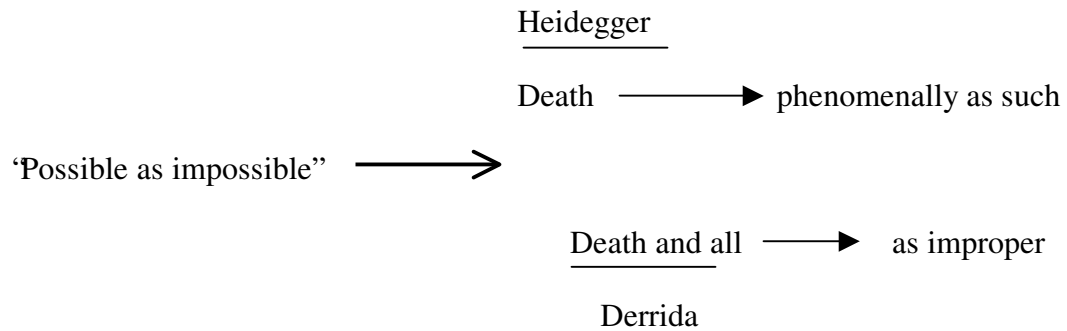 Heidegger
Death phenomenally as such
“Possible as impossible”
Death and all as improper
Derrida